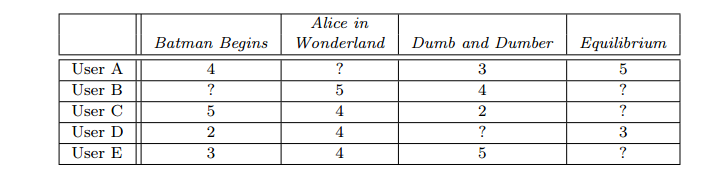 Alice in
Batman Begins Wonderland Dumb and Dumber Equilibrium
User A 4 ? 3 5
User B ? 5 4 ?
User C 5 4 2 ?
User D 2 4 ? 3
User E 3 4 5 ?